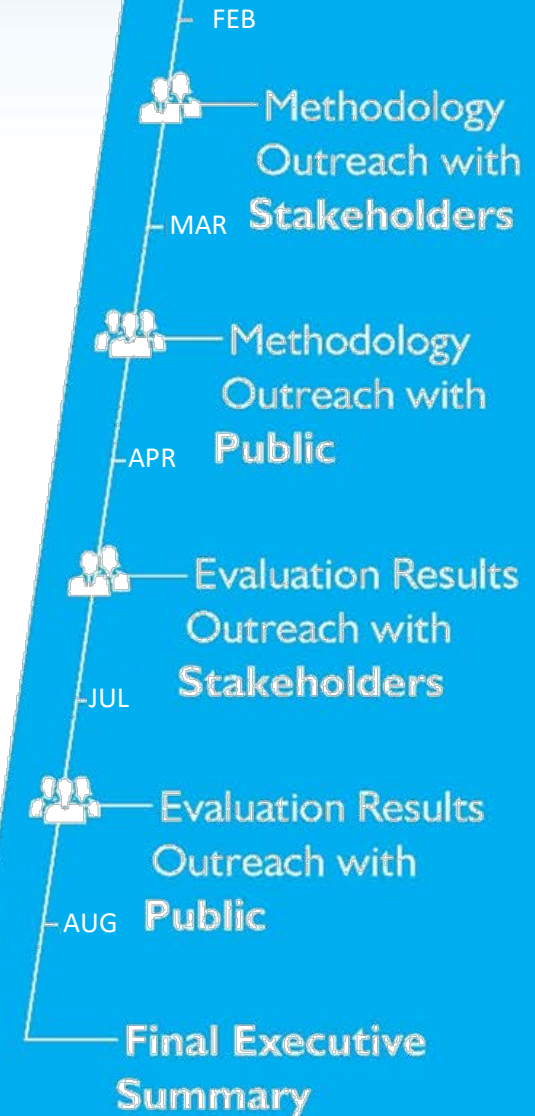 FEB
Methodology
Outreach with
MAR Stakeholders
Methodology
Outreach with
APR Public
Evaluation Results
Outreach with
Stakeholders
JUL
Evaluation Results
Outreach with
AUG Public
Final Executive
Summary